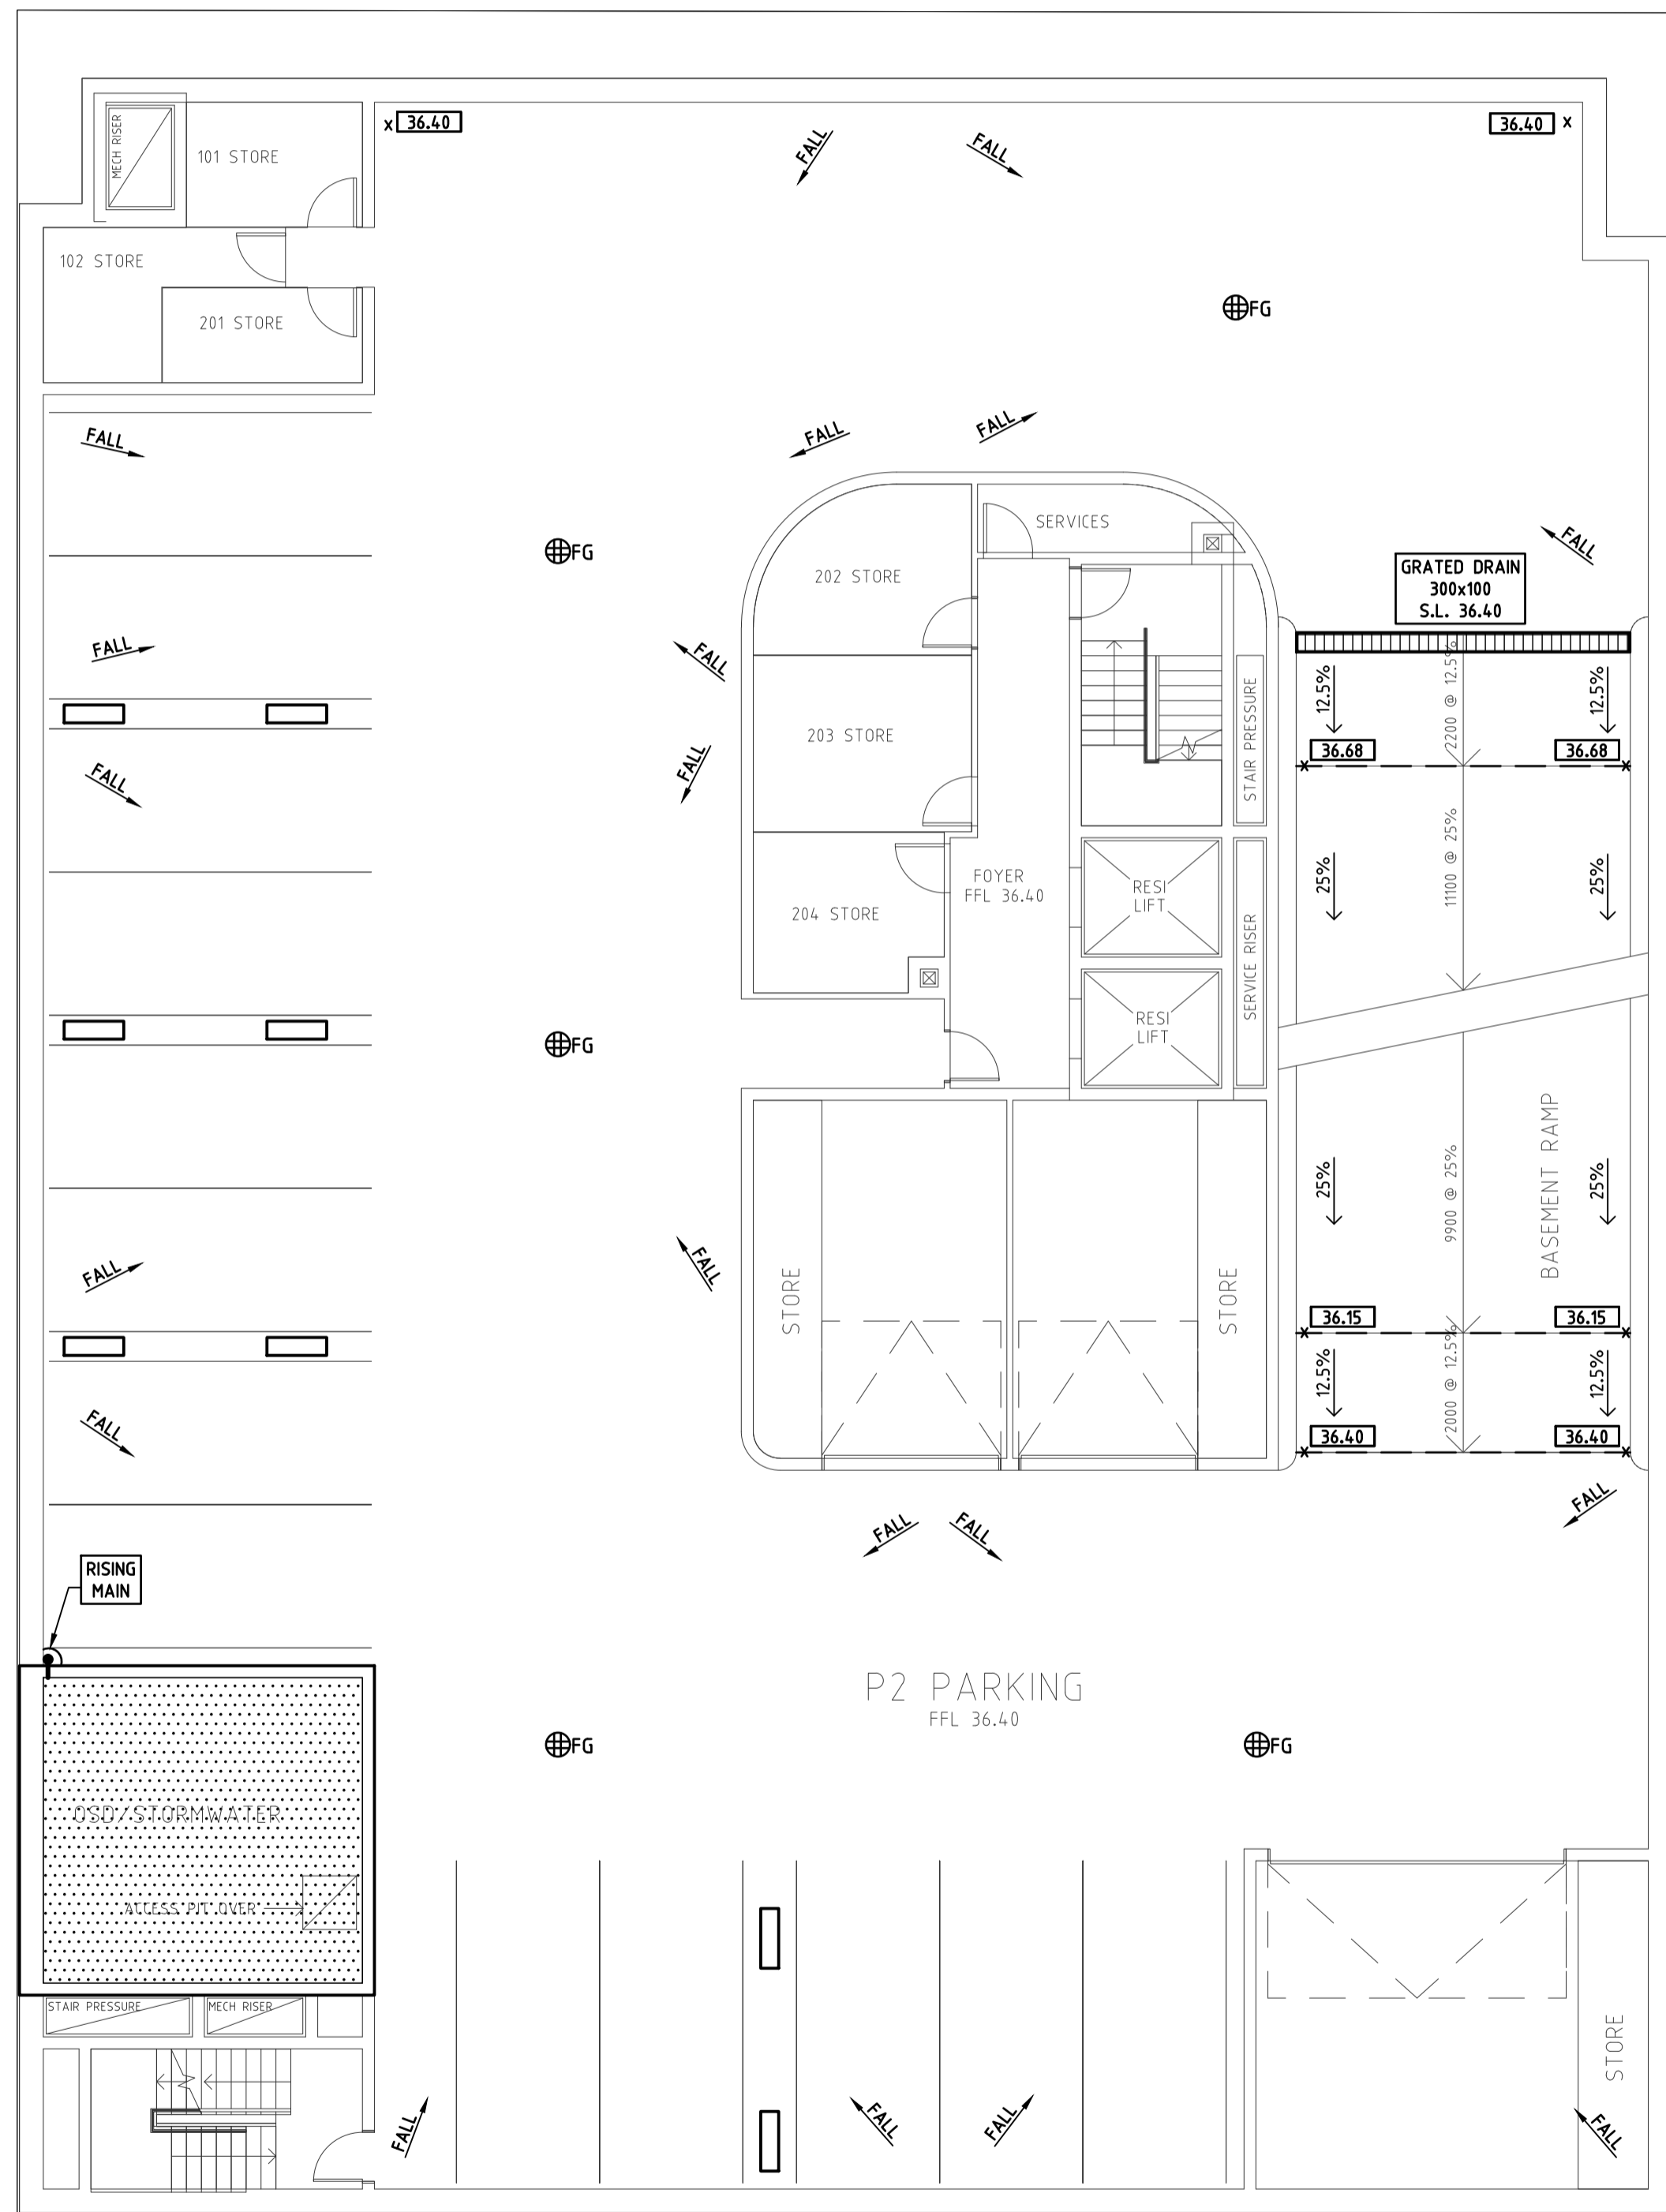 36.40
36.40
FALL
FALL
MECH RISER
101 STORE
102 STORE
201 STORE
FG
FALL
FALL
FALL
SERVICES
FG
FALL
GRATED DRAIN
300x100
S.L. 36.40
202 STORE
FALL
FALL
12.5%
2200 @ 12.5%
12.5%
STAIR PRESSURE
203 STORE
36.68
36.68
FALL
FALL
11100 @ 25%
25%
25%
FOYER
FFL 36.40
RESI
LIFT
204 STORE
SERVICE RISER
RESI
LIFT
FG
BASEMENT RAMP
25%
9900 @ 25%
25%
FALL
FALL
STORE
STORE
36.15
36.15
12.5%
2000 @ 12.5%
12.5%
FALL
36.40
36.40
FALL
FALL
FALL
RISING
MAIN
P2 PARKING
FFL 36.40
FG
FG
OSD/STORMWATER
ACCESS PIT OVER
STAIR PRESSURE
MECH RISER
STORE
FALL
FALL
FALL
FALL